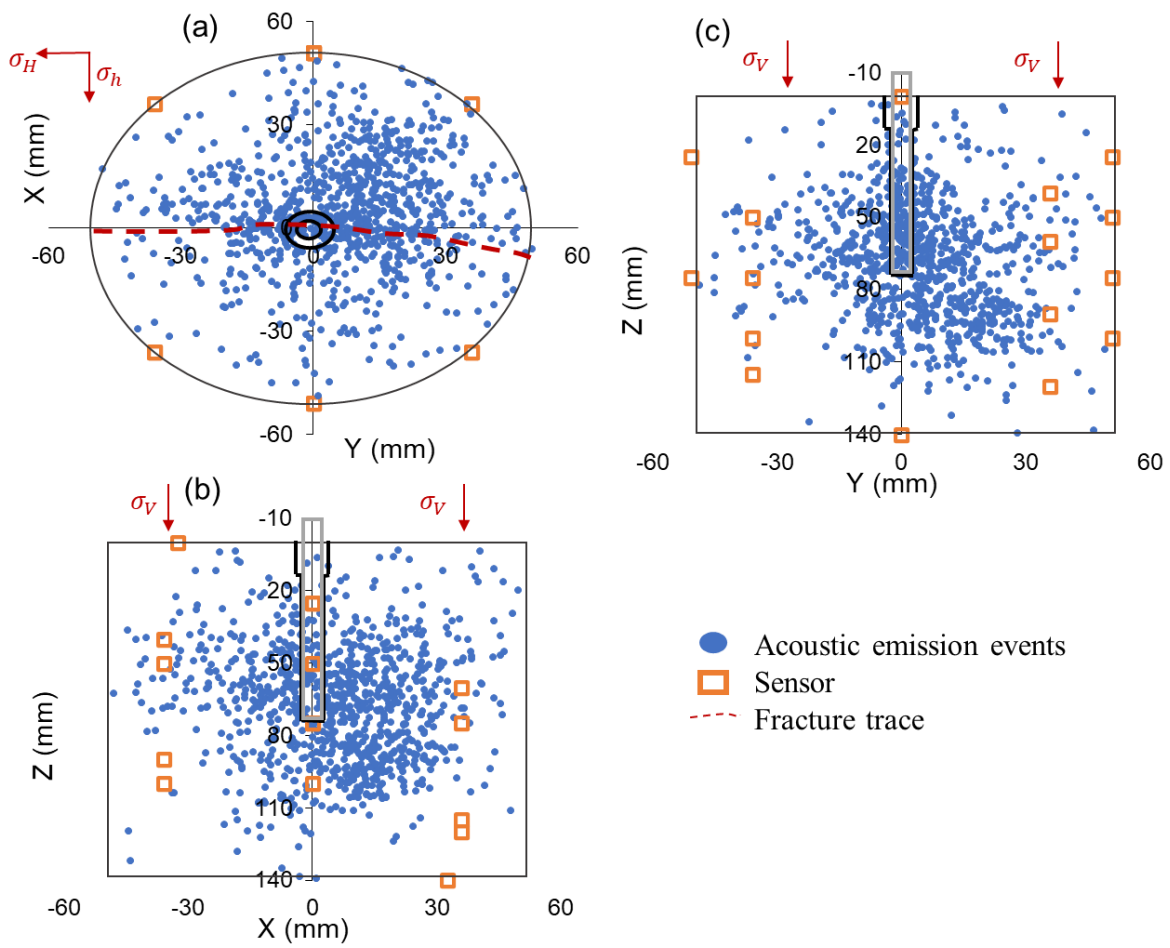 (a)
60
σH
σh
30
X (mm)
0
-60
-30
0
30
60
-30
-60
Y (mm)
(c)
σV
σV
-10
20
50
80
110
140
Z (mm)
-60
-30
0
30
60
Y (mm)
(b)
σV
σV
-10
20
50
80
110
140
Z (mm)
-60
-30
0
30
60
X (mm)
Acoustic emission events
Sensor
Fracture trace